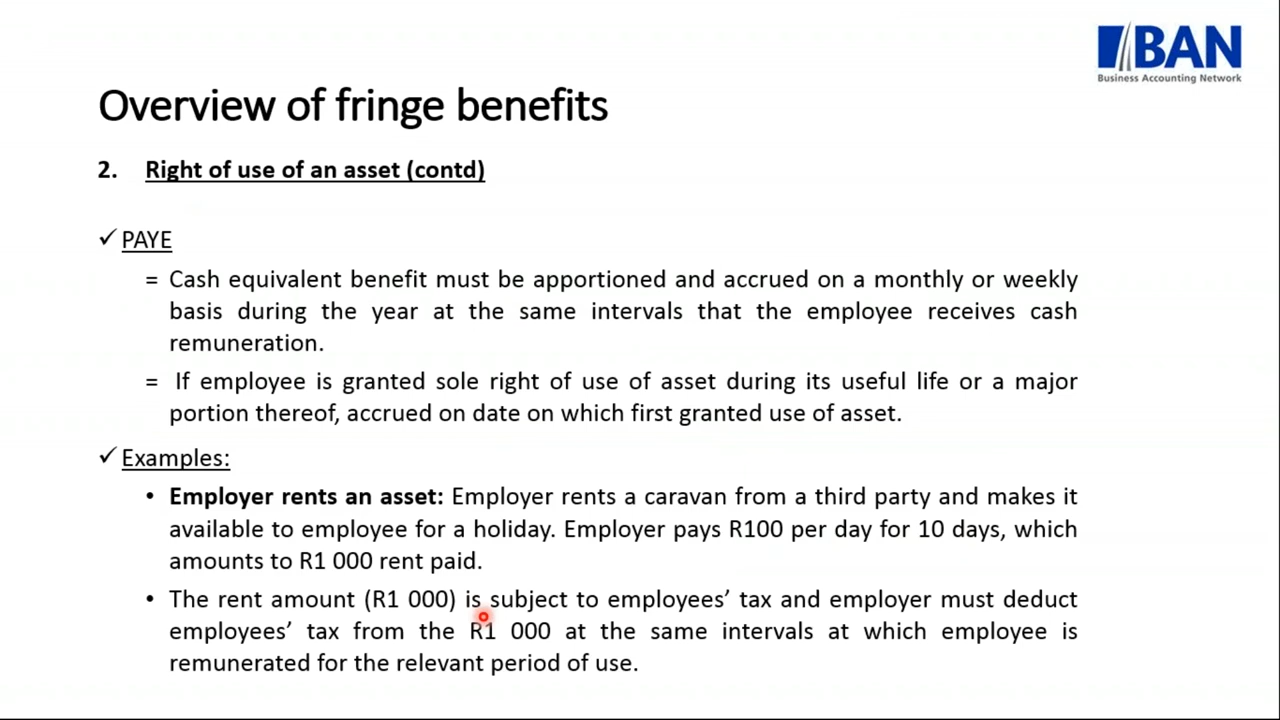 BAN
Business Accounting Network
Overview of fringe benefits
2. Right of use of an asset (contd)
✓ PAYE
= Cash equivalent benefit must be apportioned and accrued on a monthly or weekly
basis during the year at the same intervals that the employee receives cash
remuneration.
= If employee is granted sole right of use of asset during its useful life or a major
portion thereof, accrued on date on which first granted use of asset.
✓ Examples:
• Employer rents an asset: Employer rents a caravan from a third party and makes it
available to employee for a holiday. Employer pays R100 per day for 10 days, which
amounts to R1 000 rent paid.
• The rent amount (R1 000) is subject to employees’ tax and employer must deduct
employees’ tax from the R1 000 at the same intervals at which employee is
remunerated for the relevant period of use.